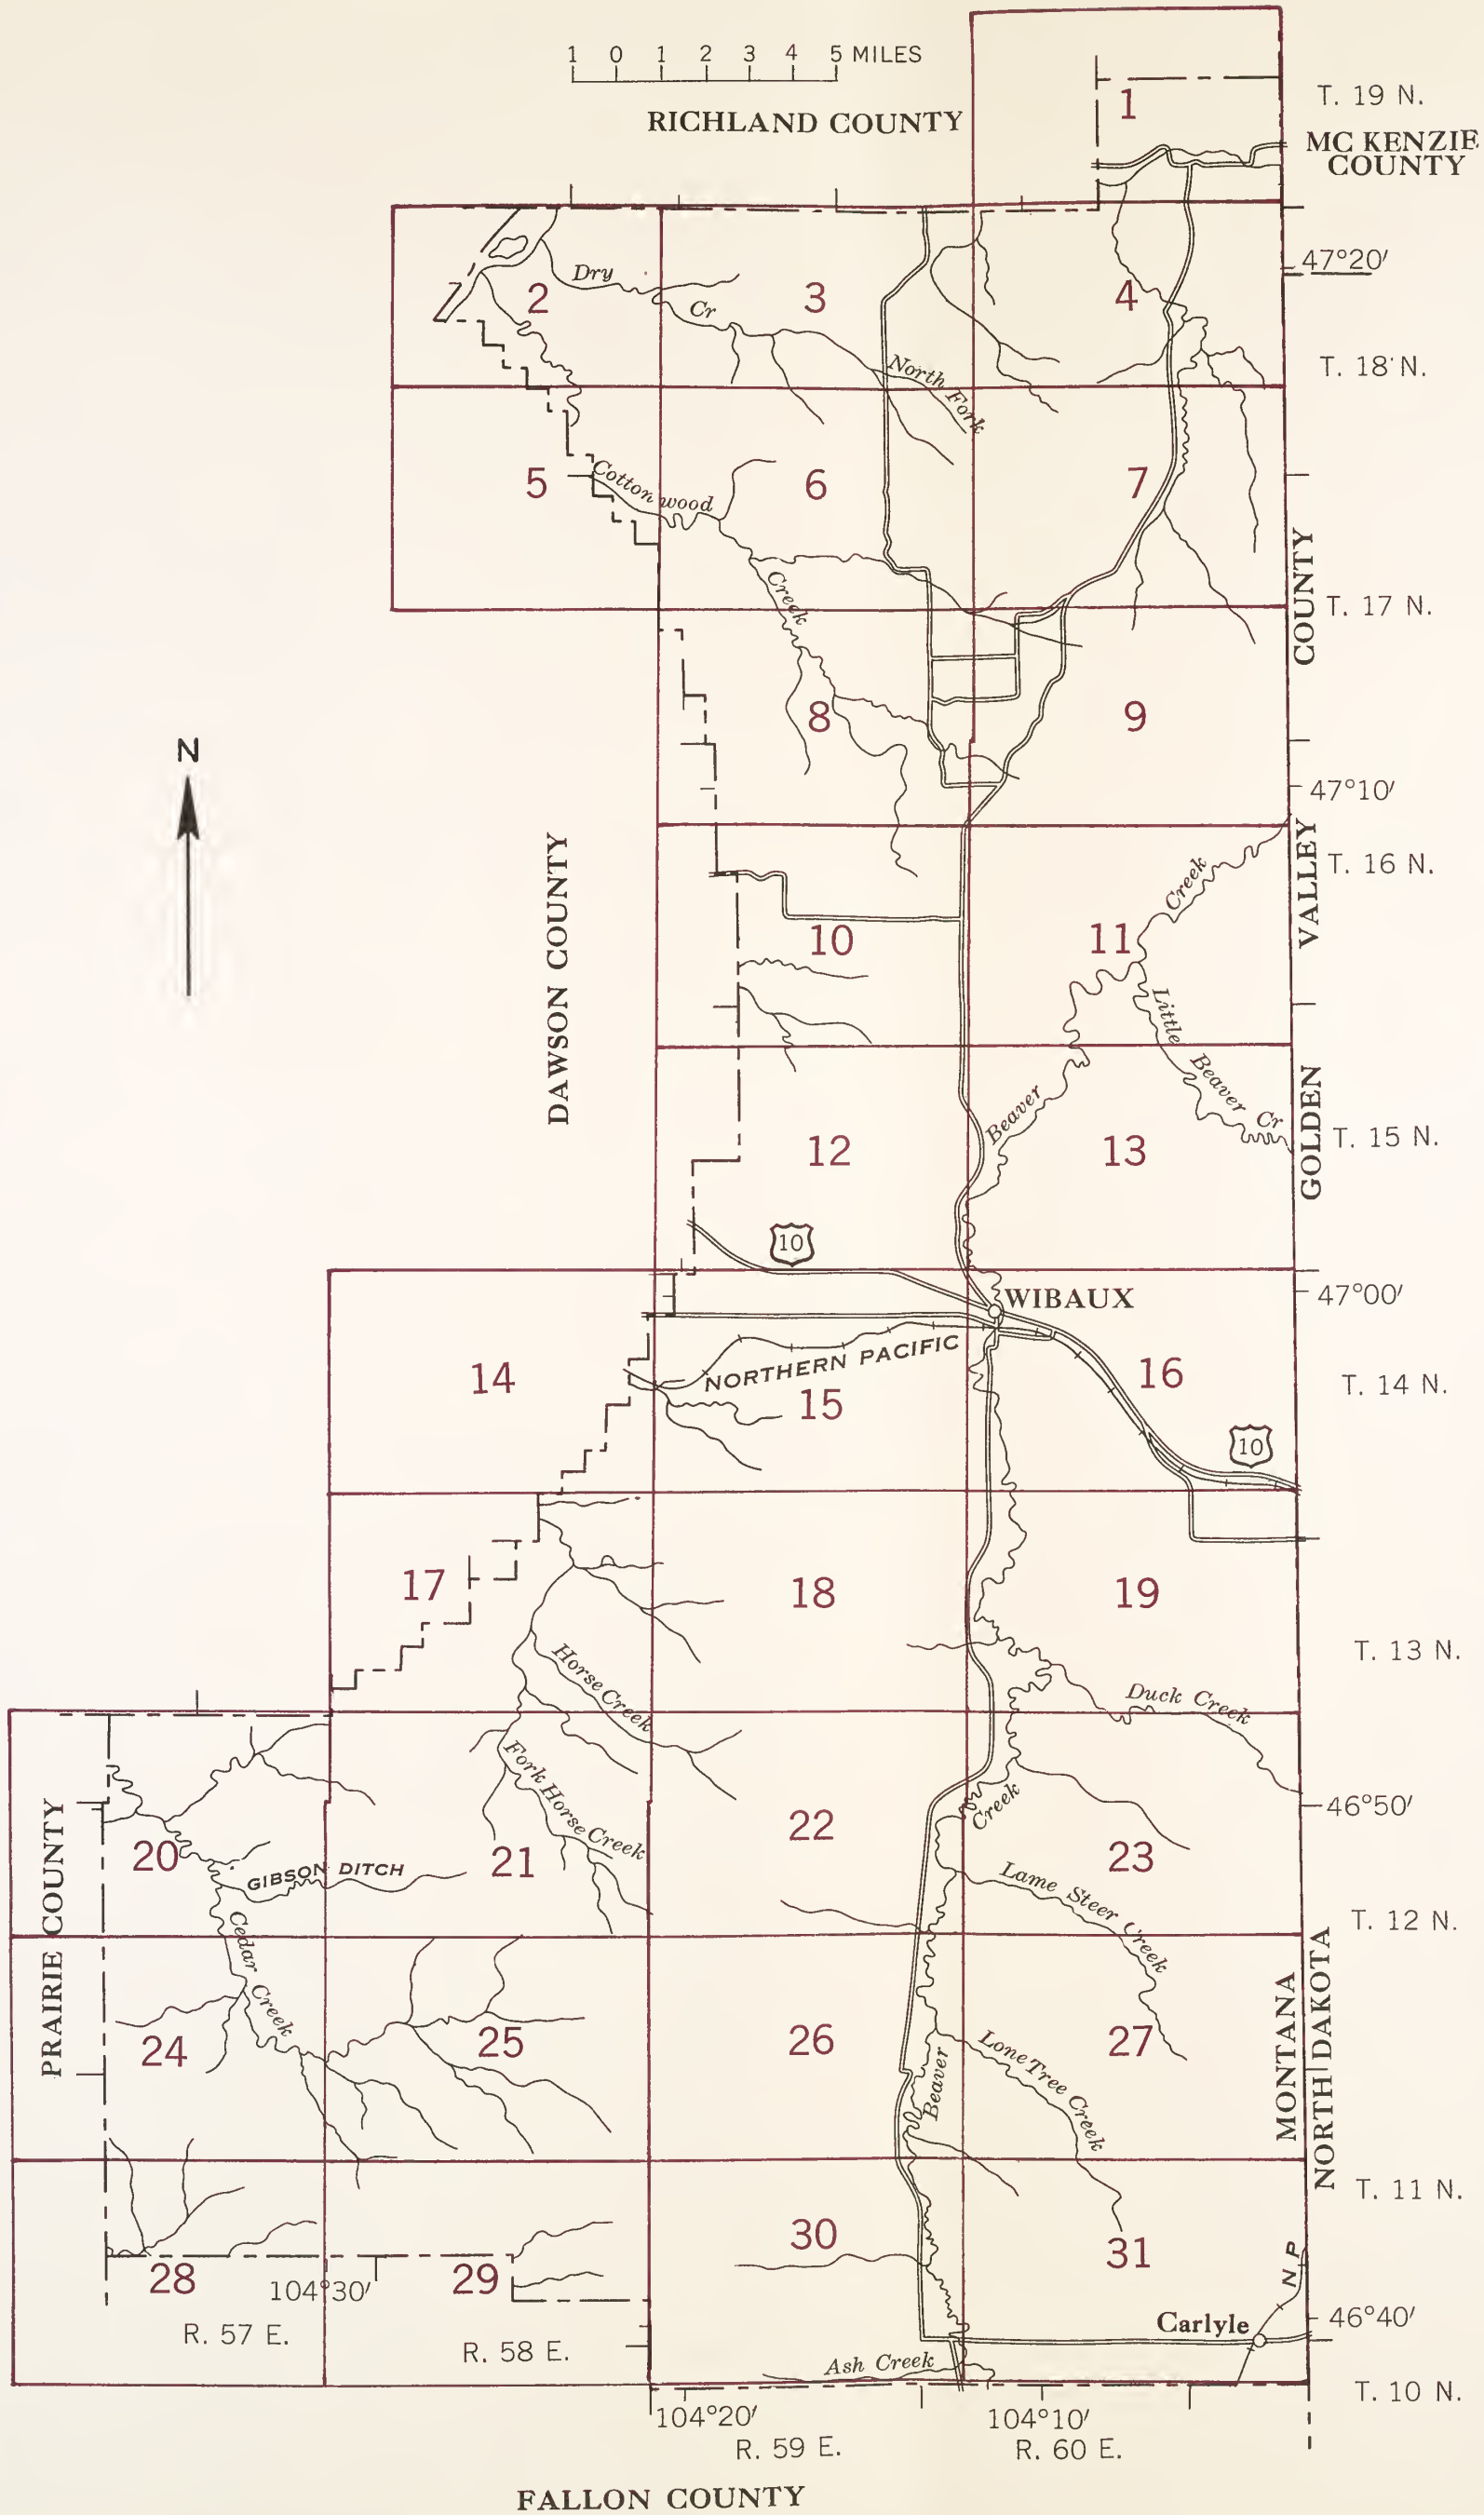 1 0 1 2 3 4 5 MILES
RICHLAND COUNTY
1
T. 19 N.
MC KENZIE
COUNTY
47°20'
Dry
Cr
2
3
4
T. 18 N.
North Fork
5
Cotton wood
6
7
Creek
COUNTY
T. 17 N.
8
9
N
47°10'
DAWSON COUNTY
VALLEY
T. 16 N.
Creek
10
11
Little Beaver Cr
Beaver
GOLDEN
T. 15 N.
12
13
10
WIBAUX
47°00'
NORTHERN PACIFIC
14
15
16
T. 14 N.
10
17
18
19
Horse Creek
T. 13 N.
Duck Creek
Fork Horse Creek
Creek
46°50'
PRAIRIE COUNTY
20
GIBSON DITCH
21
22
23
Lame Steer Creek
T. 12 N.
Cedar Creek
24
25
26
27
Beaver
Lone Tree Creek
MONTANA
NORTH DAKOTA
T. 11 N.
28
104°30'
29
30
31
N P
R. 57 E.
R. 58 E.
Carlyle
46°40'
Ash Creek
T. 10 N.
104°20'
104°10'
R. 59 E.
R. 60 E.
FALLON COUNTY